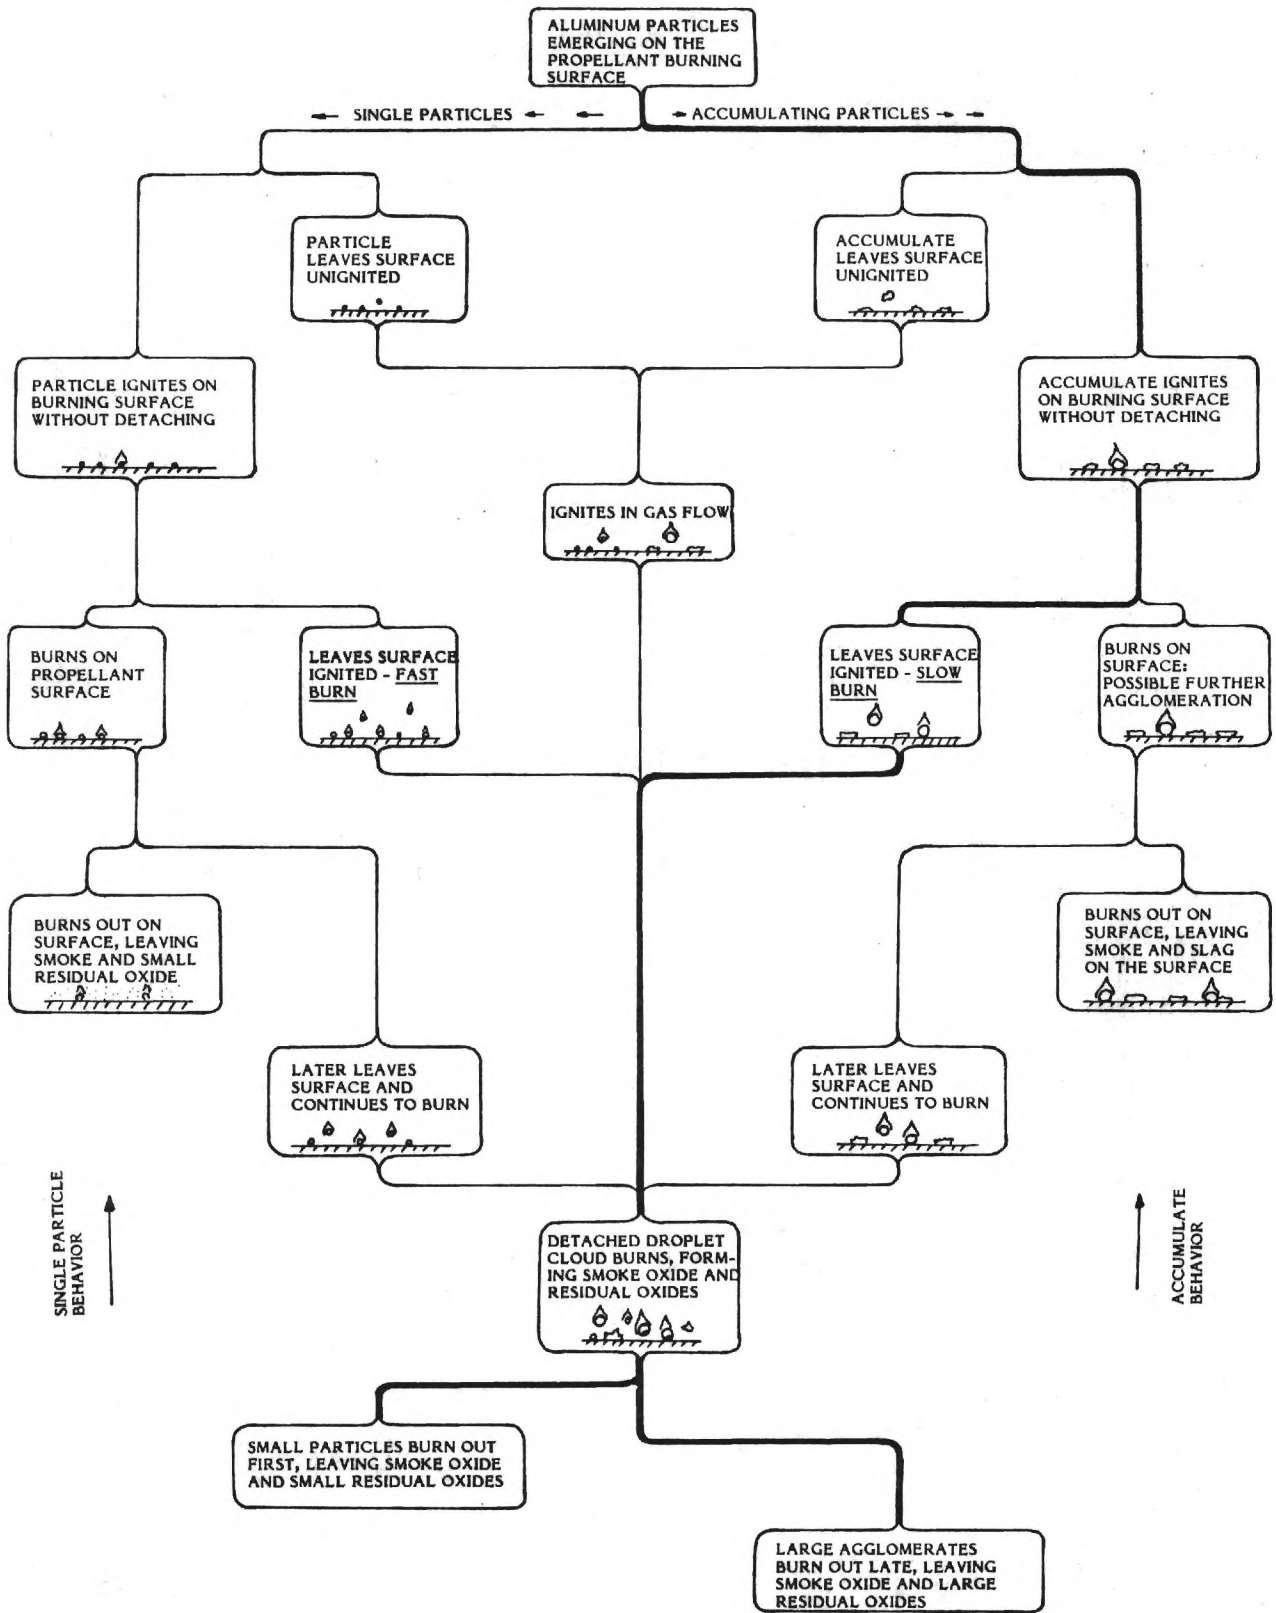 ALUMINUM PARTICLES
EMERGING ON THE
PROPELLANT BURNING
SURFACE
SINGLE PARTICLES
ACCUMULATING PARTICLES
PARTICLE
LEAVES SURFACE
UNIGNITED
ACCUMULATE
LEAVES SURFACE
UNIGNITED
PARTICLE IGNITES ON
BURNING SURFACE
WITHOUT DETACHING
ACCUMULATE IGNITES
ON BURNING SURFACE
WITHOUT DETACHING
IGNITES IN GAS FLOW
BURNS ON
PROPELLANT
SURFACE
LEAVES SURFACE
IGNITED - FAST
BURN
LEAVES SURFACE
IGNITED - SLOW
BURN
BURNS ON
SURFACE:
POSSIBLE FURTHER
AGGLOMERATION
BURNS OUT ON
SURFACE, LEAVING
SMOKE AND SMALL
RESIDUAL OXIDE
BURNS OUT ON
SURFACE, LEAVING
SMOKE AND SLAG
ON THE SURFACE
LATER LEAVES
SURFACE AND
CONTINUES TO BURN
LATER LEAVES
SURFACE AND
CONTINUES TO BURN
SINGLE PARTICLE
BEHAVIOR
ACCUMULATE
BEHAVIOR
DETACHED DROPLET
CLOUD BURNS, FORM-
ING SMOKE OXIDE AND
RESIDUAL OXIDES
SMALL PARTICLES BURN OUT
FIRST, LEAVING SMOKE OXIDE
AND SMALL RESIDUAL OXIDES
LARGE AGGLOMERATES
BURN OUT LATE, LEAVING
SMOKE OXIDE AND LARGE
RESIDUAL OXIDES